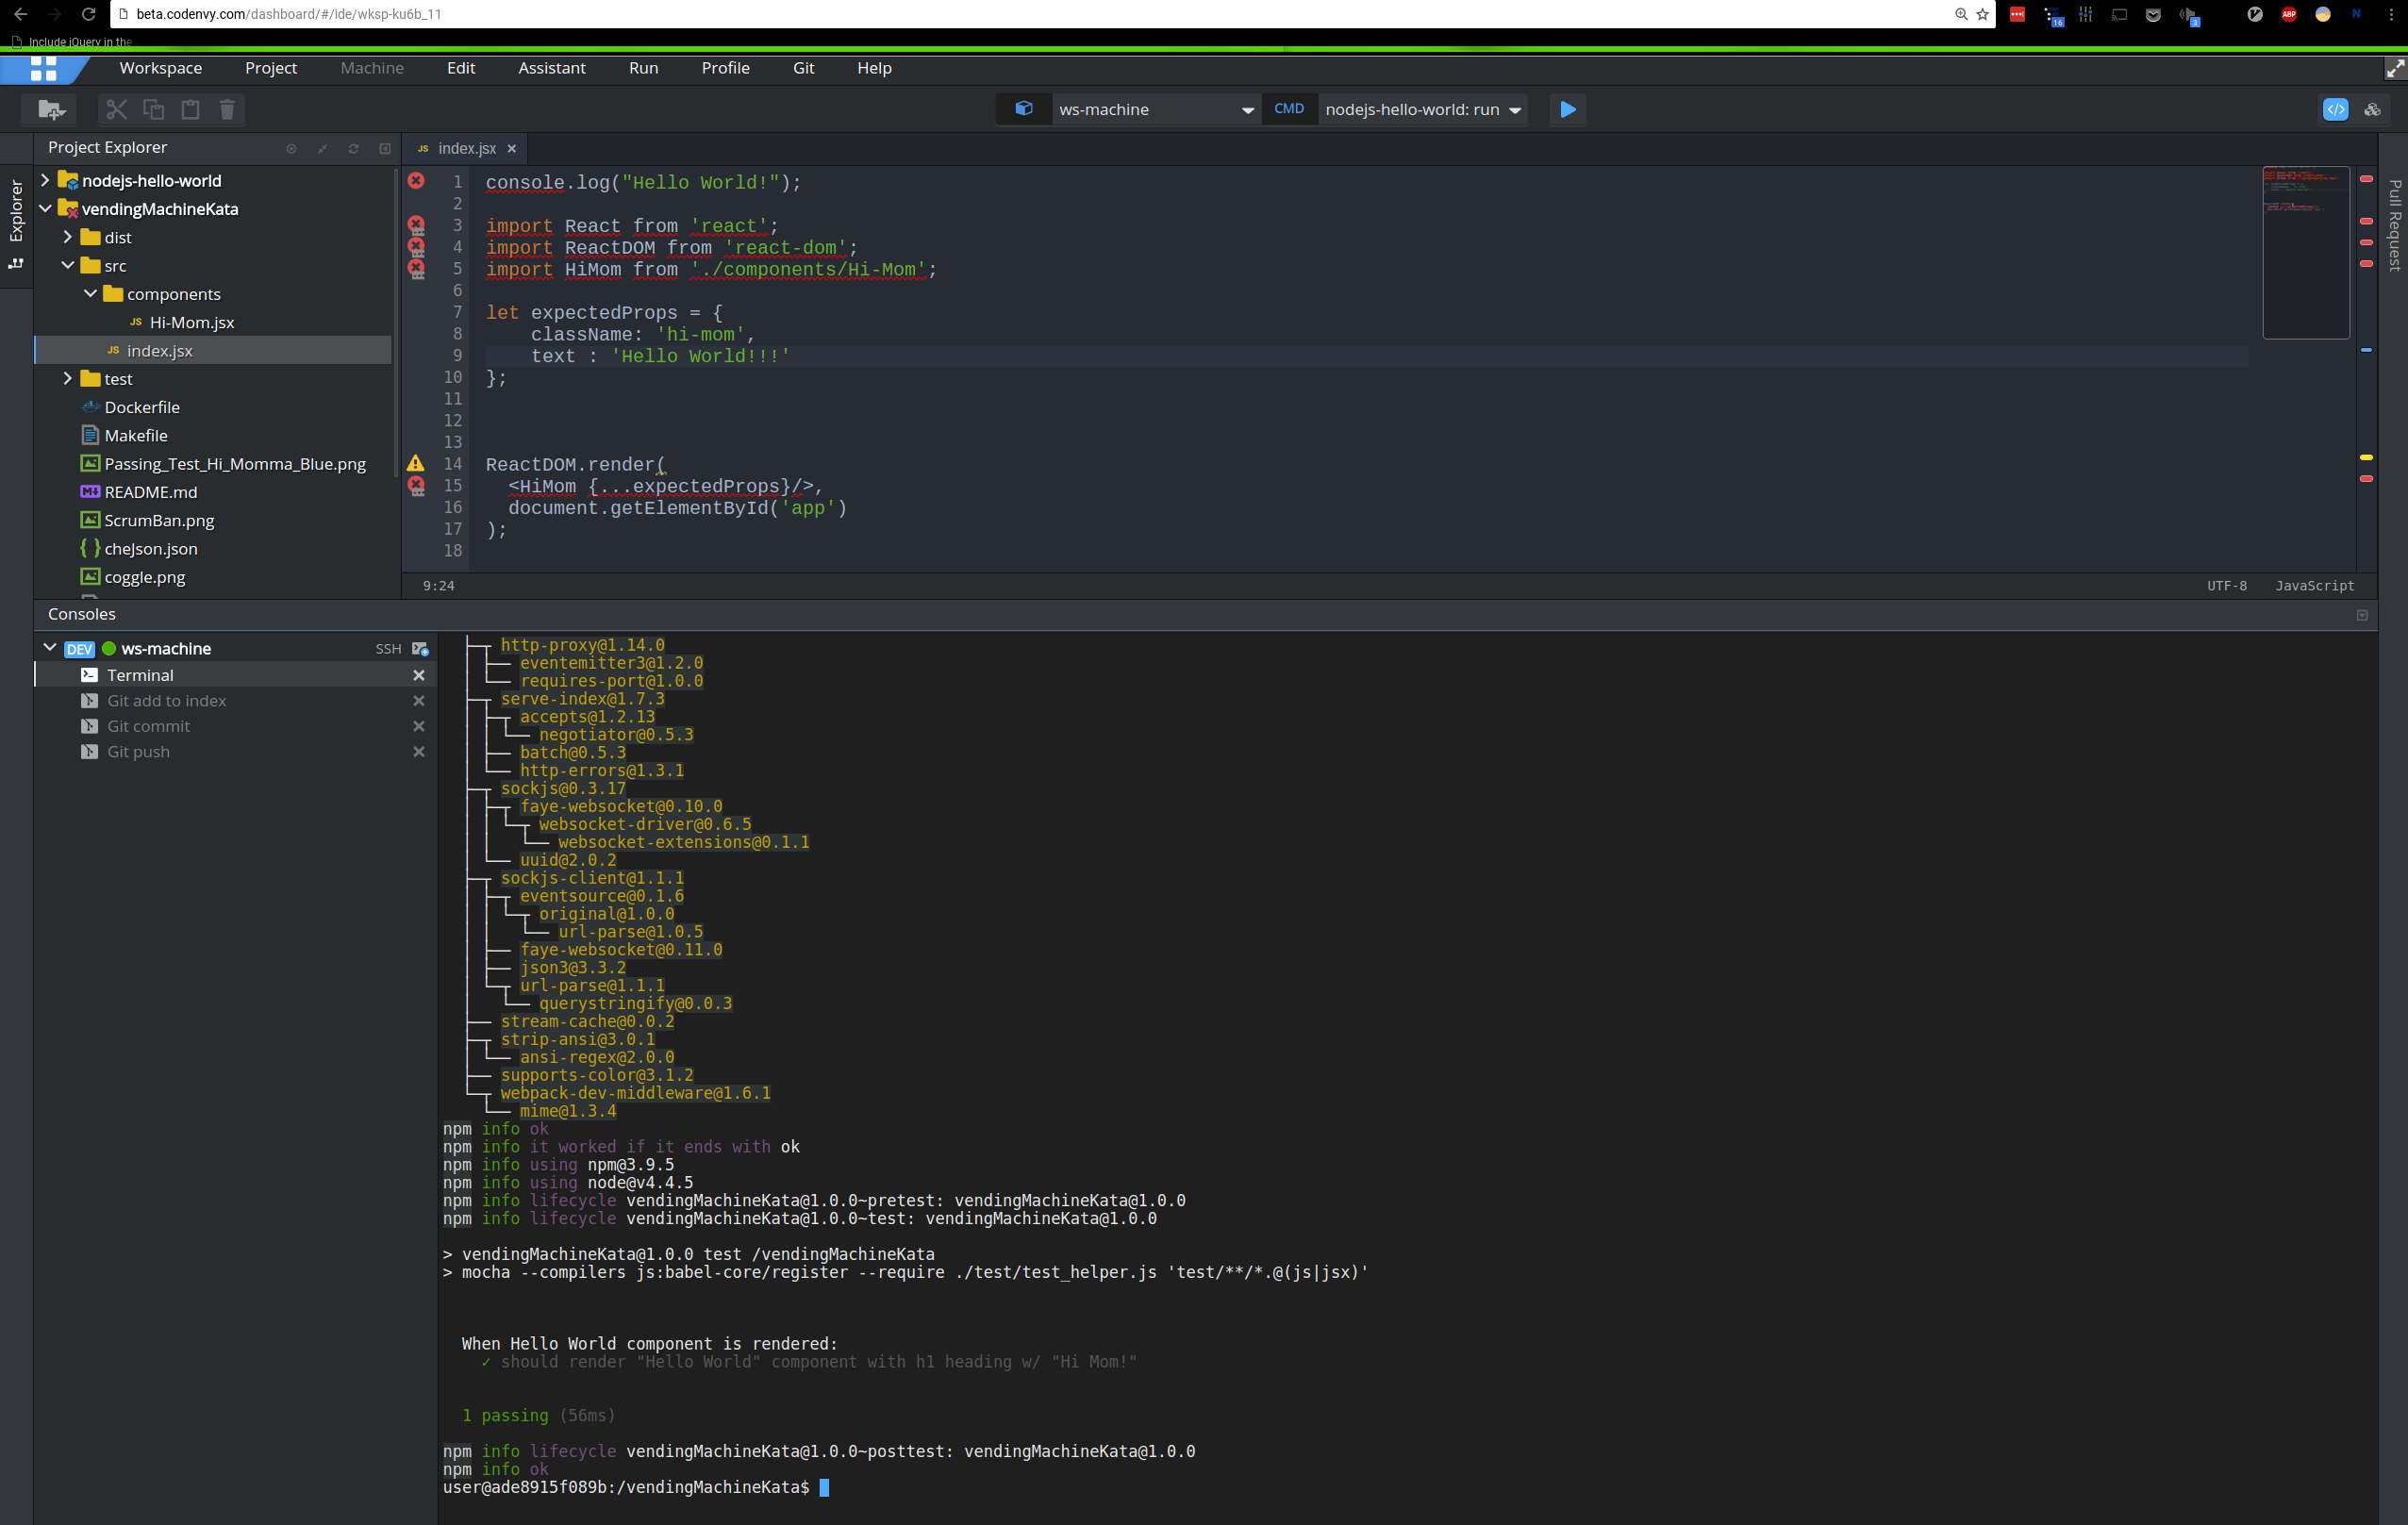 beta.codenvy.com/dashboard/#/ide/wksp-ku6b_11
16
3
ABP
N
Include jQuery in the
Workspace Project Machine Edit Assistant Run Profile Git Help
ws-machine CMD nodejs-hello-world: run
Explorer
Pull Request
Project Explorer
nodejs-hello-world
vendingMachineKata
dist
src
components
JS Hi-Mom.jsx
JS index.jsx
test
Dockerfile
Makefile
Passing_Test_Hi_Momma_Blue.png
README.md
ScrumBan.png
cheJson.json
coggle.png
JS index.jsx
1 console.log("Hello World!");
2
3 import React from 'react';
4 import ReactDOM from 'react-dom';
5 import HiMom from './components/Hi-Mom';
6
7 let expectedProps = {
8     className: 'hi-mom',
9     text : 'Hello World!!!'
10 };
11
12
13
14 ReactDOM.render(
15   <HiMom {...expectedProps}/>,
16   document.getElementById('app')
17 );
18
9:24 UTF-8 JavaScript
Consoles
DEV ws-machine SSH
Terminal
Git add to index
Git commit
Git push
├─┬ http-proxy@1.14.0
│ ├── eventemitter3@1.2.0
│ └── requires-port@1.0.0
├─┬ serve-index@1.7.3
│ ├─┬ accepts@1.2.13
│ │ └── negotiator@0.5.3
│ ├── batch@0.5.3
│ └── http-errors@1.3.1
├─┬ sockjs@0.3.17
│ ├─┬ faye-websocket@0.10.0
│ │ └─┬ websocket-driver@0.6.5
│ │   └── websocket-extensions@0.1.1
│ └── uuid@2.0.2
├─┬ sockjs-client@1.1.1
│ ├─┬ eventsource@0.1.6
│ │ └─┬ original@1.0.0
│ │   └── url-parse@1.0.5
│ ├── faye-websocket@0.11.0
│ ├── json3@3.3.2
│ └─┬ url-parse@1.1.1
│   └── querystringify@0.0.3
├── stream-cache@0.0.2
├─┬ strip-ansi@3.0.1
│ └── ansi-regex@2.0.0
├── supports-color@3.1.2
└─┬ webpack-dev-middleware@1.6.1
  └── mime@1.3.4
npm info ok
npm info it worked if it ends with ok
npm info using npm@3.9.5
npm info using node@v4.4.5
npm info lifecycle vendingMachineKata@1.0.0~pretest: vendingMachineKata@1.0.0
npm info lifecycle vendingMachineKata@1.0.0~test: vendingMachineKata@1.0.0
> vendingMachineKata@1.0.0 test /vendingMachineKata
> mocha --compilers js:babel-core/register --require ./test/test_helper.js 'test/**/*.@(js|jsx)'
When Hello World component is rendered:
✓ should render "Hello World" component with h1 heading w/ "Hi Mom!"
1 passing (56ms)
npm info lifecycle vendingMachineKata@1.0.0~posttest: vendingMachineKata@1.0.0
npm info ok
user@ade8915f089b:/vendingMachineKata$